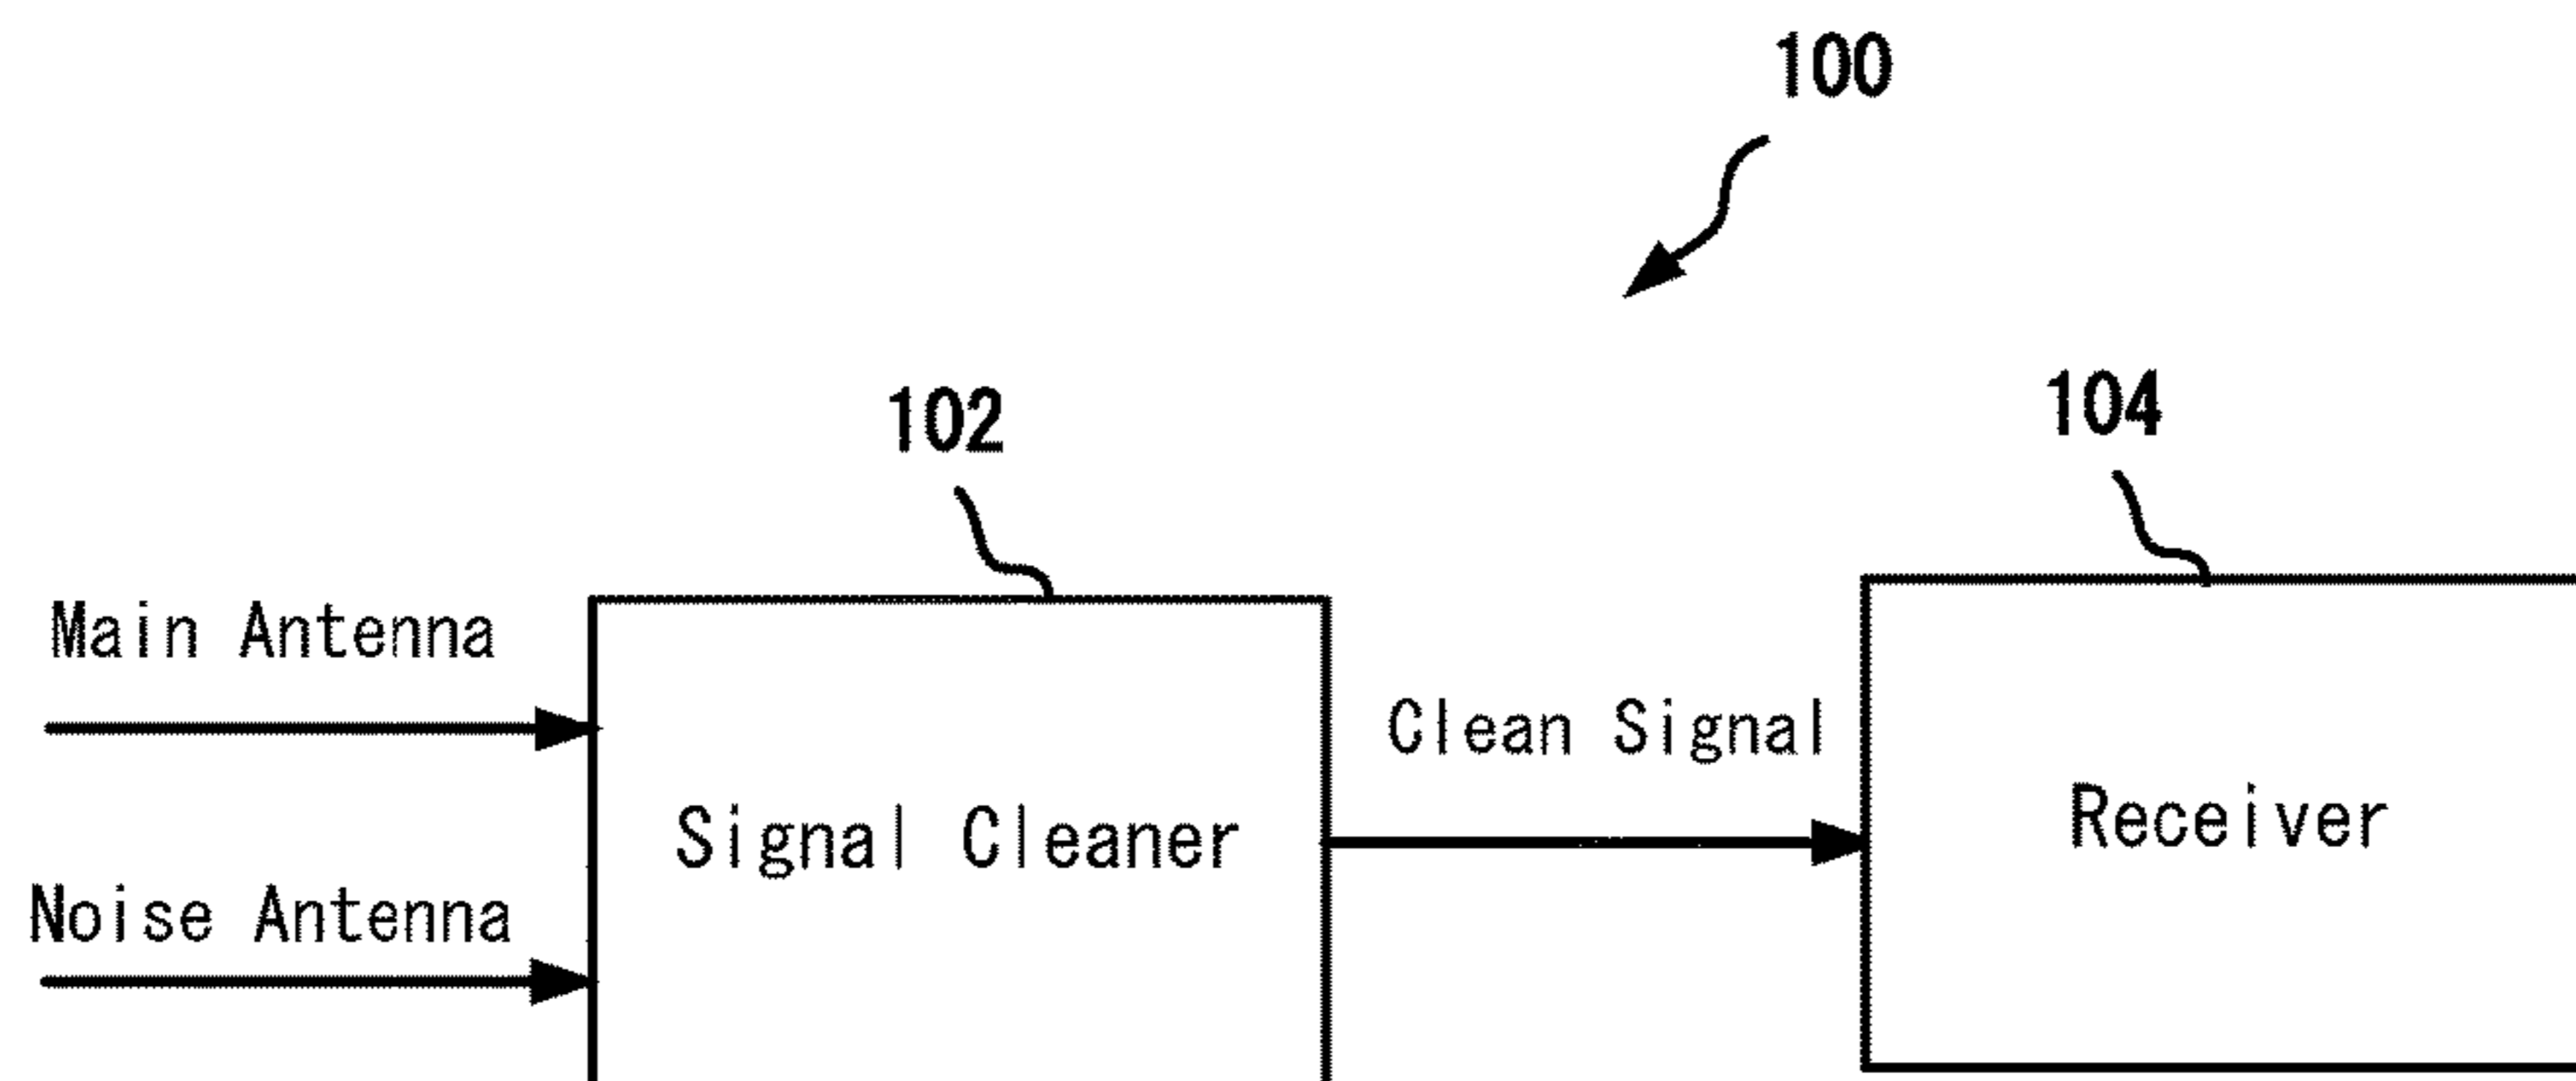 100
102
104
Main Antenna
Clean Signal
Signal Cleaner
Receiver
Noise Antenna